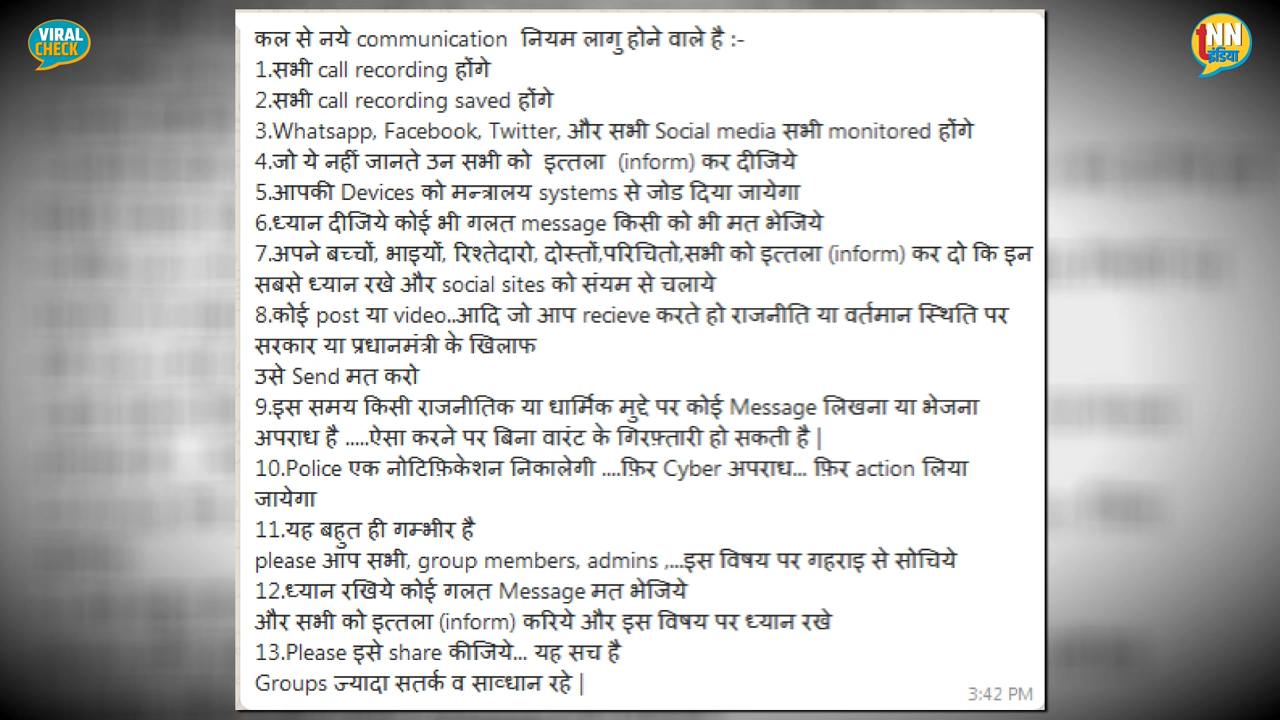 VIRAL
CHECK
tNN
इंडिया
कल से नये communication नियम लागु होने वाले है :-
1.सभी call recording होंगे
2.सभी call recording saved होंगे
3.Whatsapp, Facebook, Twitter, और सभी Social media सभी monitored होंगे
4.जो ये नहीं जानते उन सभी को इत्तला (inform) कर दीजिये
5.आपकी Devices को मन्त्रालय systems से जोड दिया जायेगा
6.ध्यान दीजिये कोई भी गलत message किसी को भी मत भेजिये
7.अपने बच्चों, भाइयों, रिश्तेदारो, दोस्तों,परिचितो,सभी को इत्तला (inform) कर दो कि इन
सबसे ध्यान रखे और social sites को संयम से चलाये
8.कोई post या video..आदि जो आप recieve करते हो राजनीति या वर्तमान स्थिति पर
सरकार या प्रधानमंत्री के खिलाफ
उसे Send मत करो
9.इस समय किसी राजनीतिक या धार्मिक मुद्दे पर कोई Message लिखना या भेजना
अपराध है .....ऐसा करने पर बिना वारंट के गिरफ़्तारी हो सकती है |
10.Police एक नोटिफ़िकेशन निकालेगी ....फ़िर Cyber अपराध... फ़िर action लिया
जायेगा
11.यह बहुत ही गम्भीर है
please आप सभी, group members, admins ,....इस विषय पर गहराइ से सोचिये
12.ध्यान रखिये कोई गलत Message मत भेजिये
और सभी को इत्तला (inform) करिये और इस विषय पर ध्यान रखे
13.Please इसे share कीजिये... यह सच है
Groups ज्यादा सतर्क व साव्धान रहे |
3:42 PM